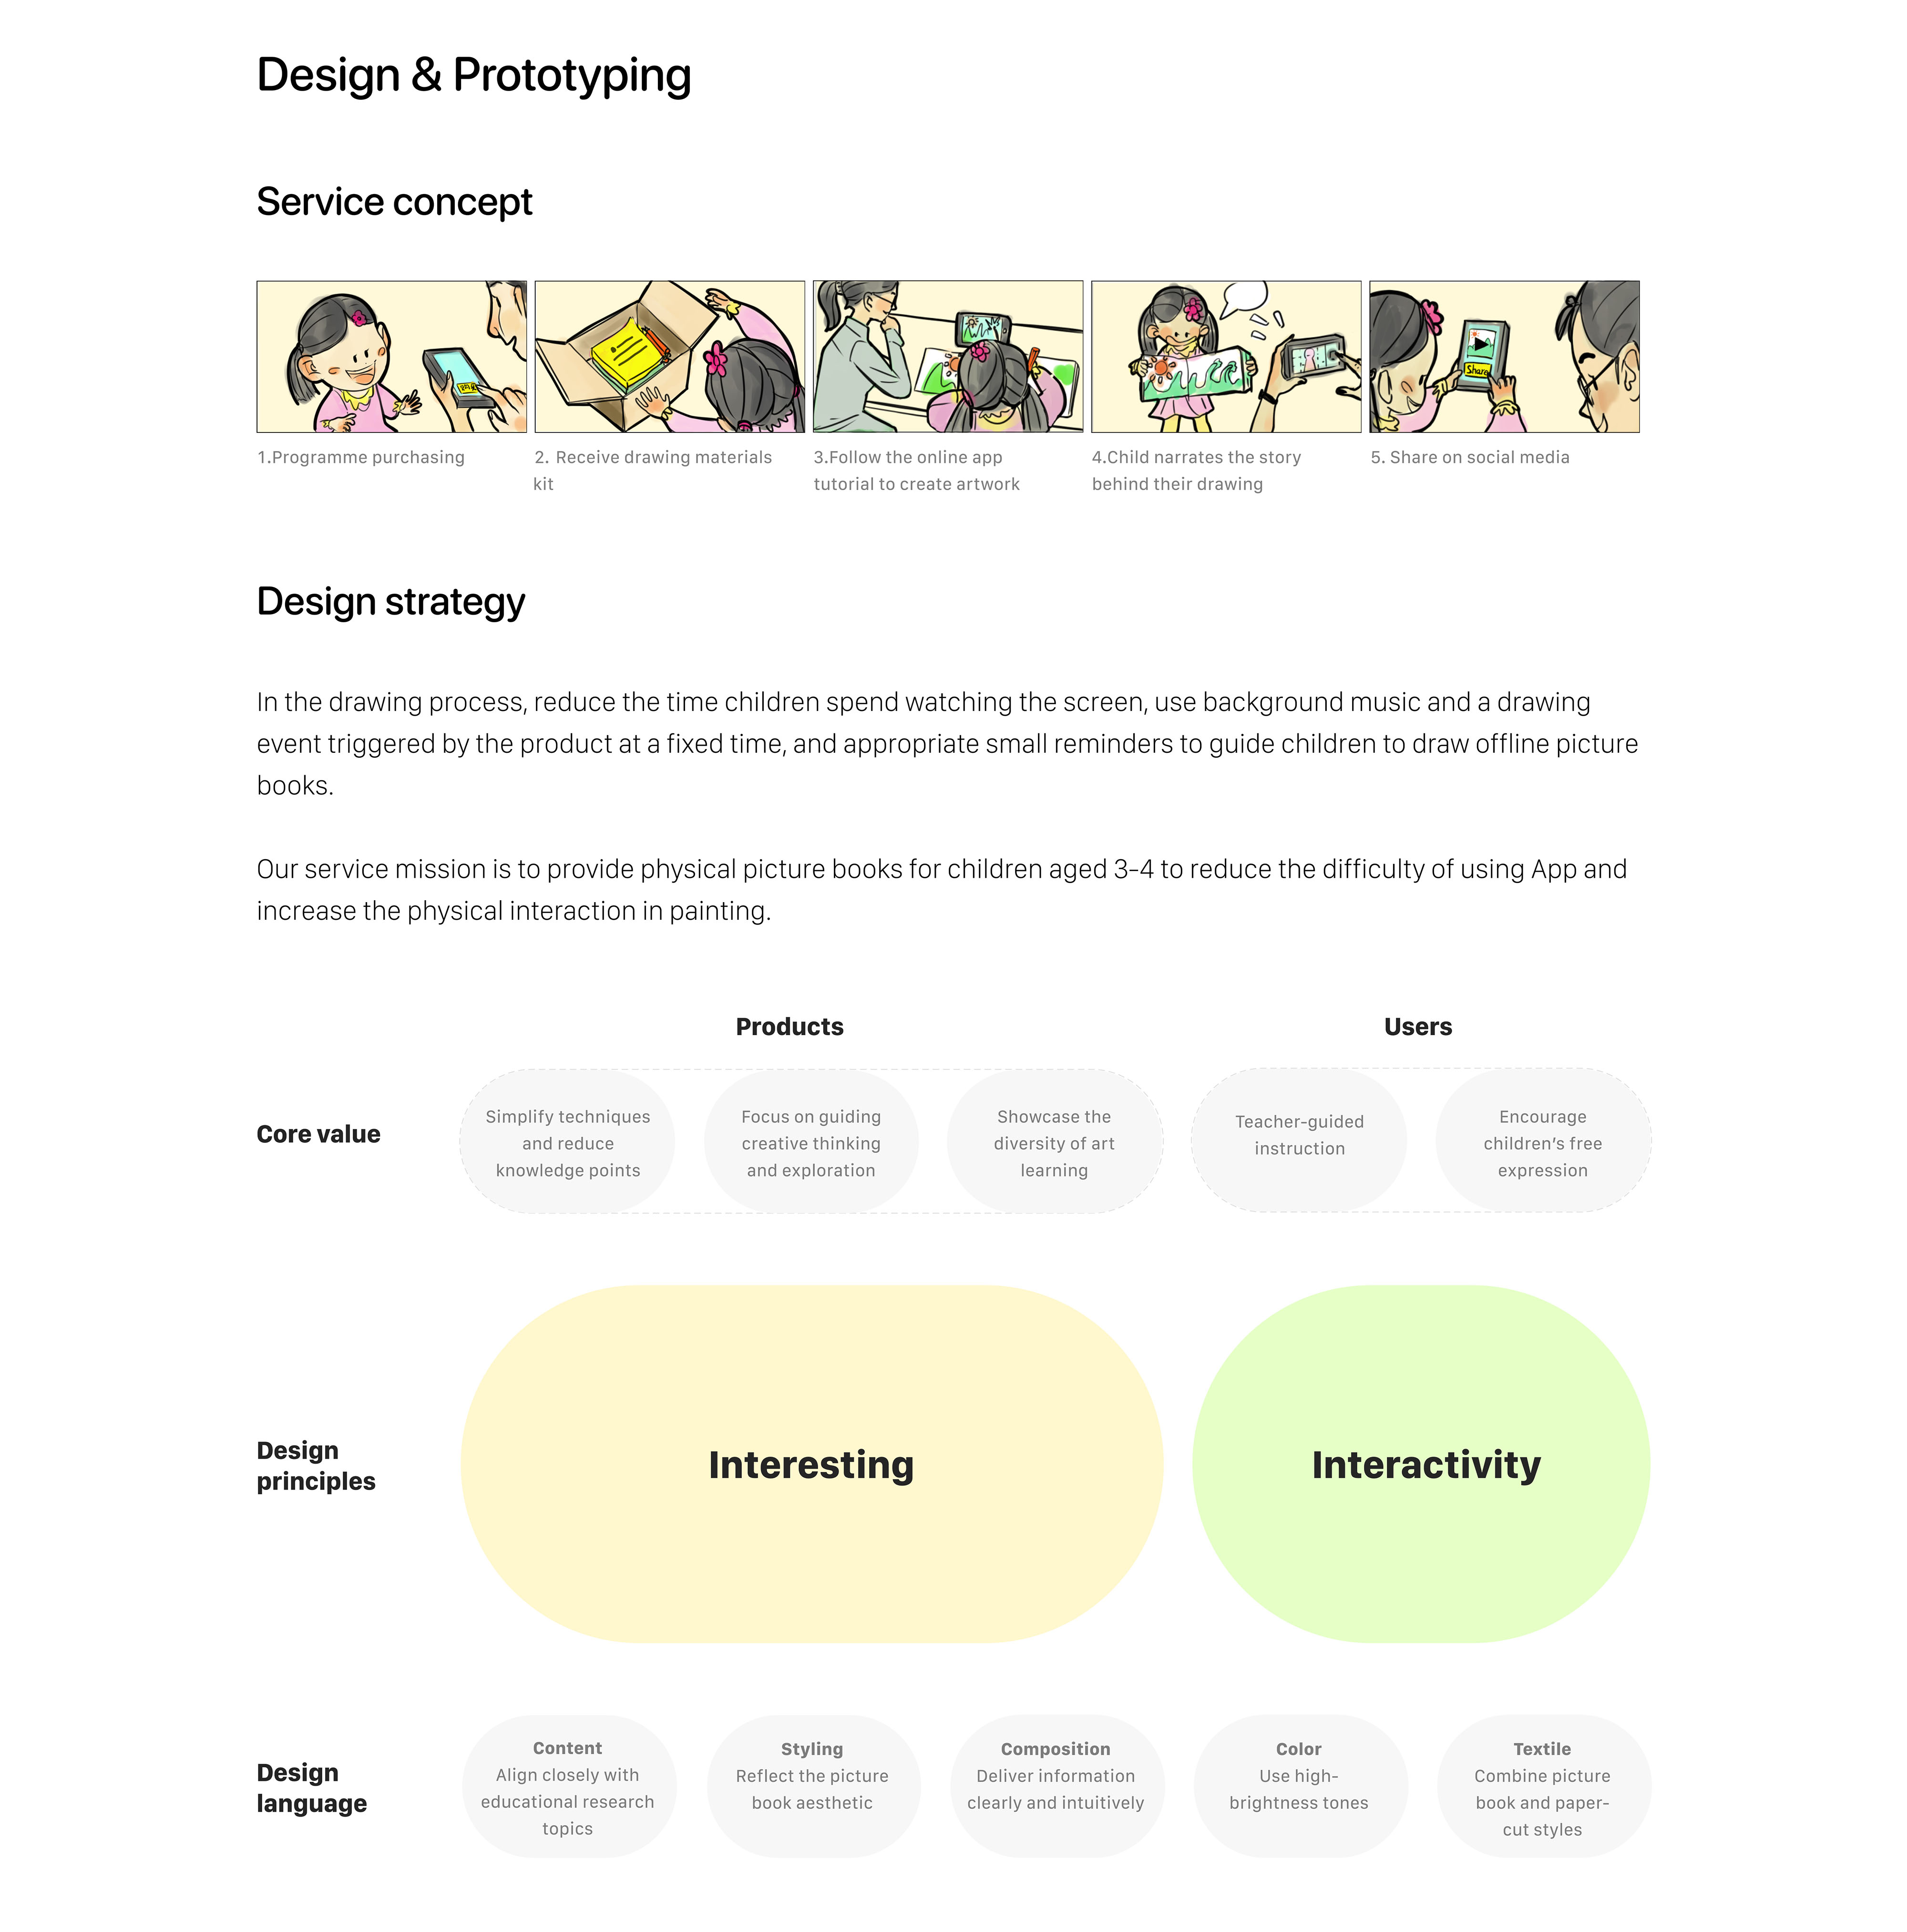 Design & Prototyping
Service concept
Share
1.Programme purchasing
2. Receive drawing materials
kit
3.Follow the online app
tutorial to create artwork
4.Child narrates the story
behind their drawing
5. Share on social media
Design strategy
In the drawing process, reduce the time children spend watching the screen, use background music and a drawing
event triggered by the product at a fixed time, and appropriate small reminders to guide children to draw offline picture
books.
Our service mission is to provide physical picture books for children aged 3-4 to reduce the difficulty of using App and
increase the physical interaction in painting.
Products
Users
Core value
Simplify techniques
and reduce
knowledge points
Focus on guiding
creative thinking
and exploration
Showcase the
diversity of art
learning
Teacher-guided
instruction
Encourage
children's free
expression
Design
principles
Interesting
Interactivity
Design
language
Content
Align closely with
educational research
topics
Styling
Reflect the picture
book aesthetic
Composition
Deliver information
clearly and intuitively
Color
Use high-
brightness tones
Textile
Combine picture
book and paper-
cut styles